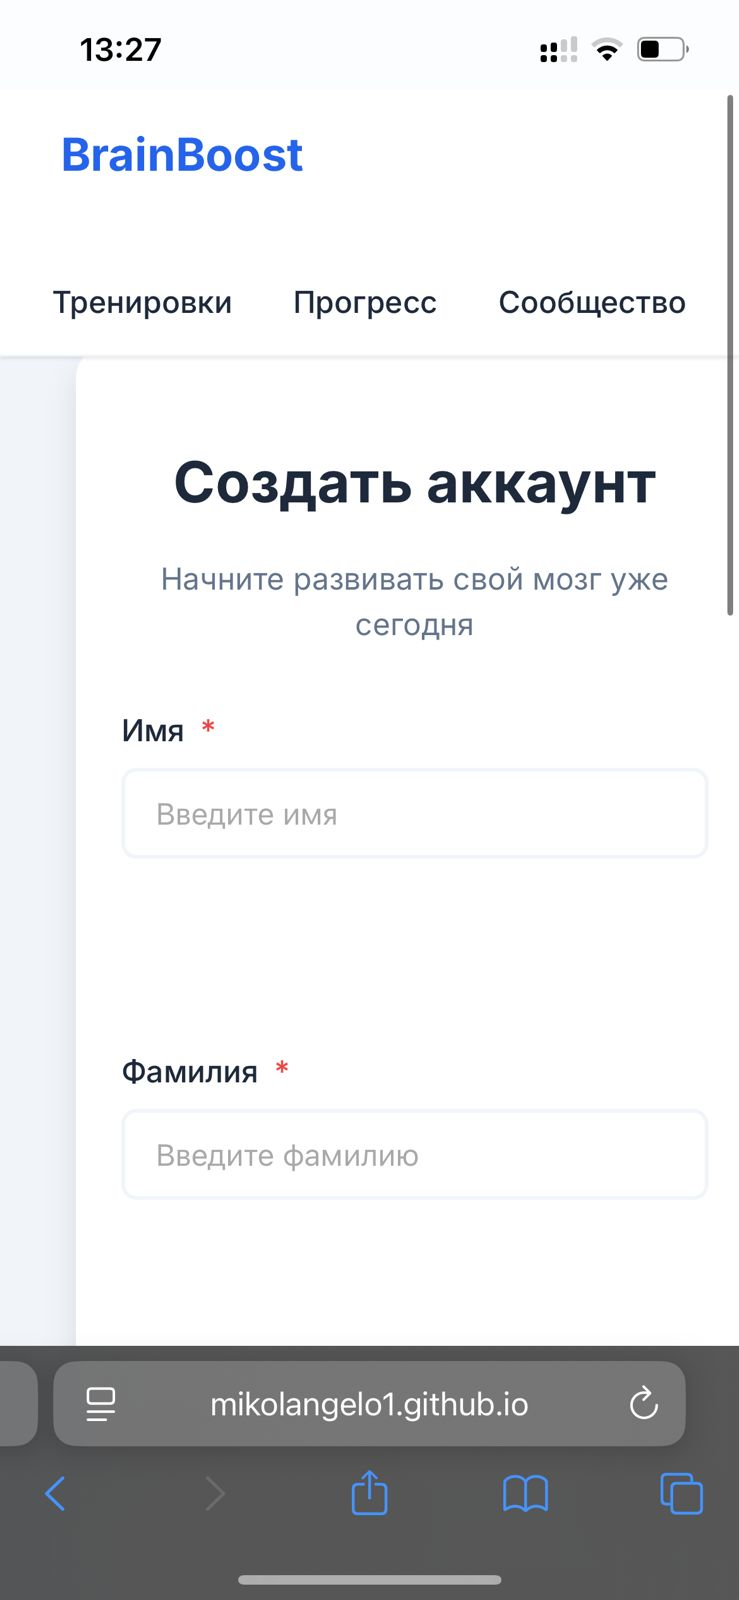 13:27
BrainBoost
Тренировки Прогресс Сообщество
Создать аккаунт
Начните развивать свой мозг уже
сегодня
Имя *
Введите имя
Фамилия *
Введите фамилию
mikolangelo1.github.io